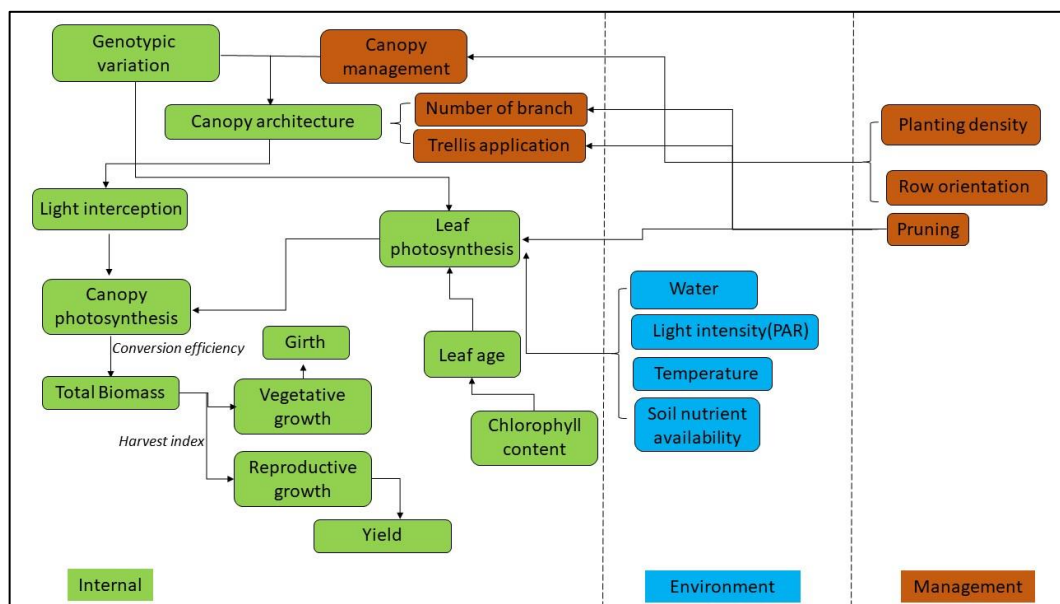 Genotypic
variation
Canopy
management
Canopy architecture
Number of branch
Trellis application
Planting density
Row orientation
Pruning
Light interception
Leaf
photosynthesis
Canopy
photosynthesis
Conversion efficiency
Girth
Leaf age
Total Biomass
Vegetative
growth
Harvest index
Chlorophyll
content
Reproductive
growth
Yield
Water
Light intensity(PAR)
Temperature
Soil nutrient
availability
Internal
Environment
Management